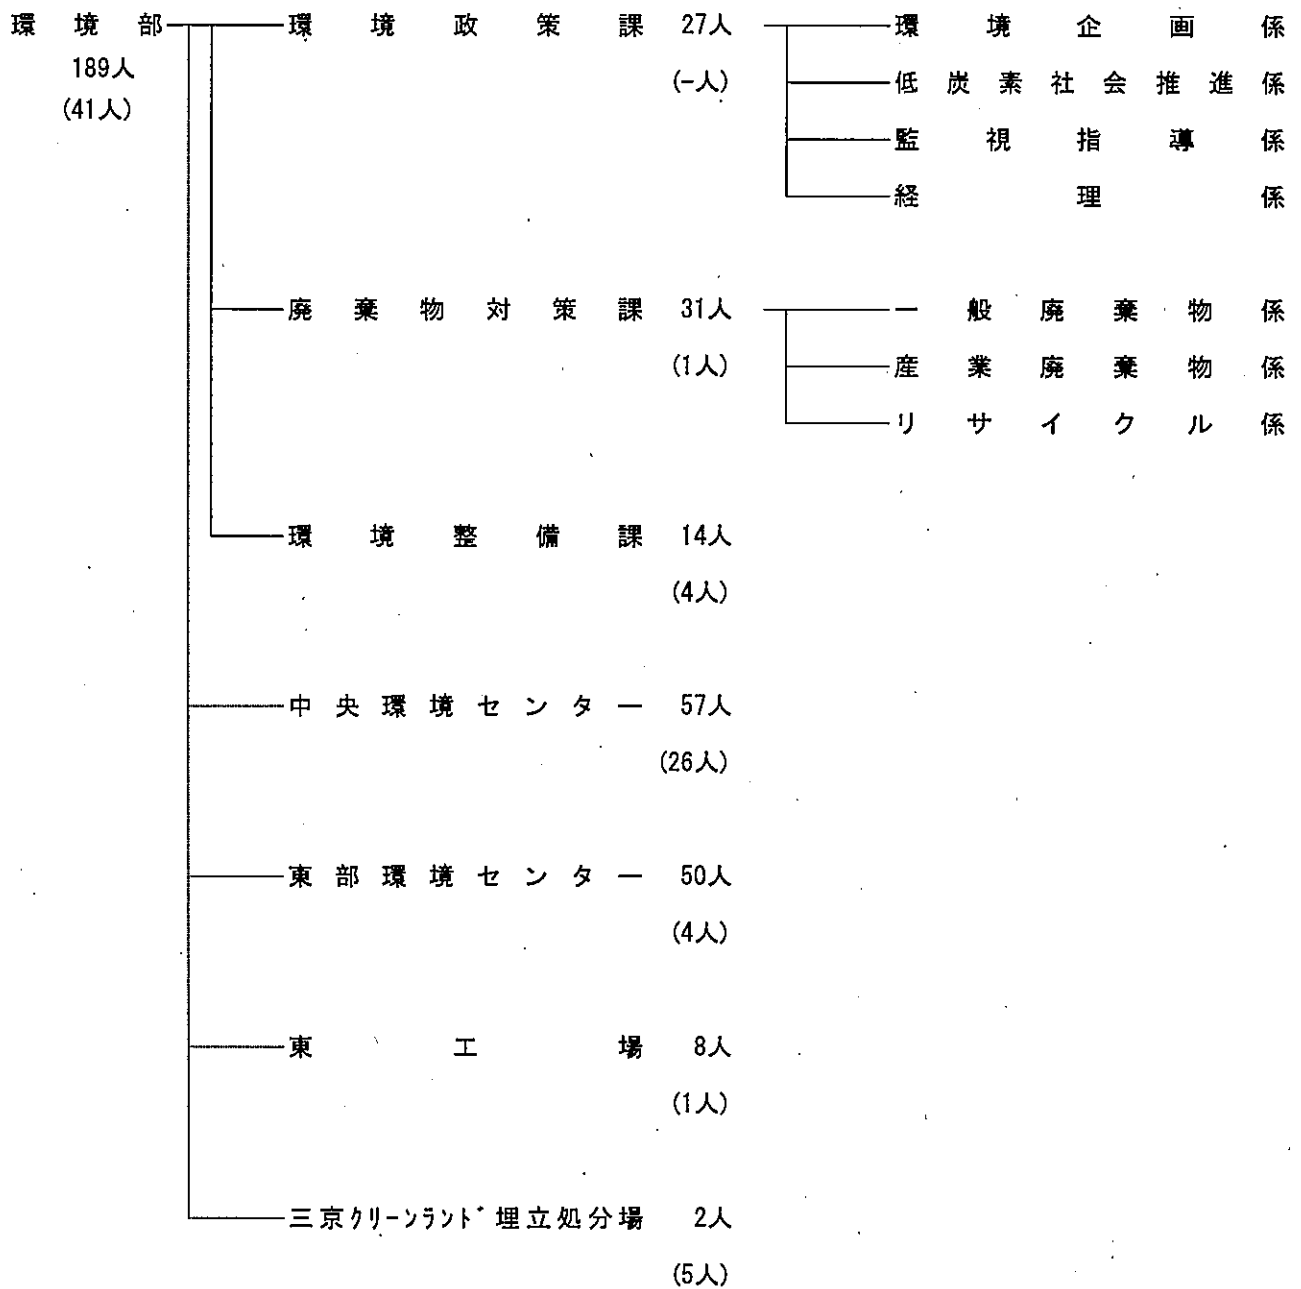 環境部 環境政策課 27人 環境企画係
189人 (-人) 低炭素社会推進係
(41人)
監視指導係
経理係
廃棄物対策課 31人 一般廃棄物係
(1人) 産業廃棄物係
リサイクル係
環境整備課 14人
(4人)
中央環境センター 57人
(26人)
東部環境センター 50人
(4人)
東工場 8人
(1人)
三京クリーンランド埋立処分場 2人
(5人)